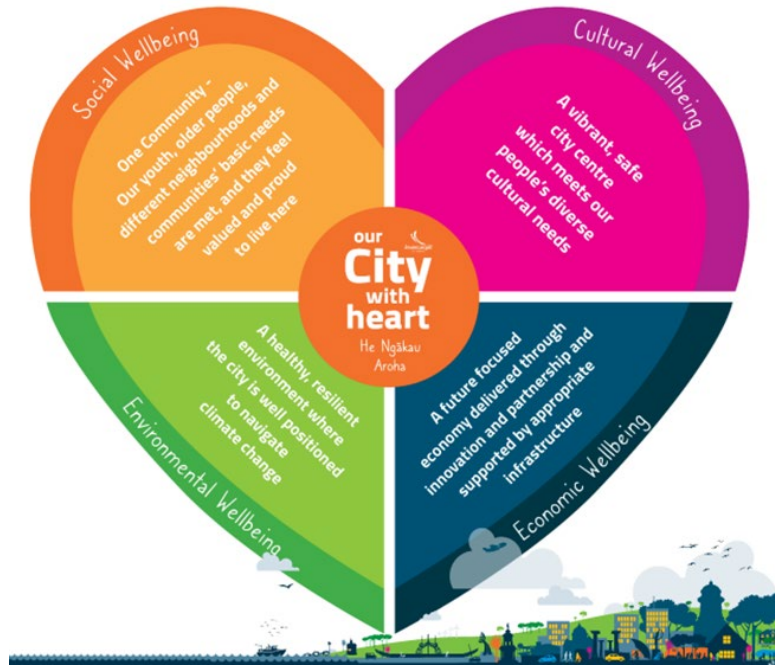 Social Wellbeing
One Community -
Our youth, older people,
different neighbourhoods and
communities' basic needs
are met, and they feel
valued and proud
to live here
Cultural Wellbeing
A vibrant, safe
city centre
which meets our
people's diverse
cultural needs
our
City
with
heart
He Ngākau
Aroha
Environmental Wellbeing
A healthy, resilient
environment where
the city is well positioned
to navigate
climate change
Economic Wellbeing
A future focused
economy delivered through
innovation and partnership and
supported by appropriate
infrastructure